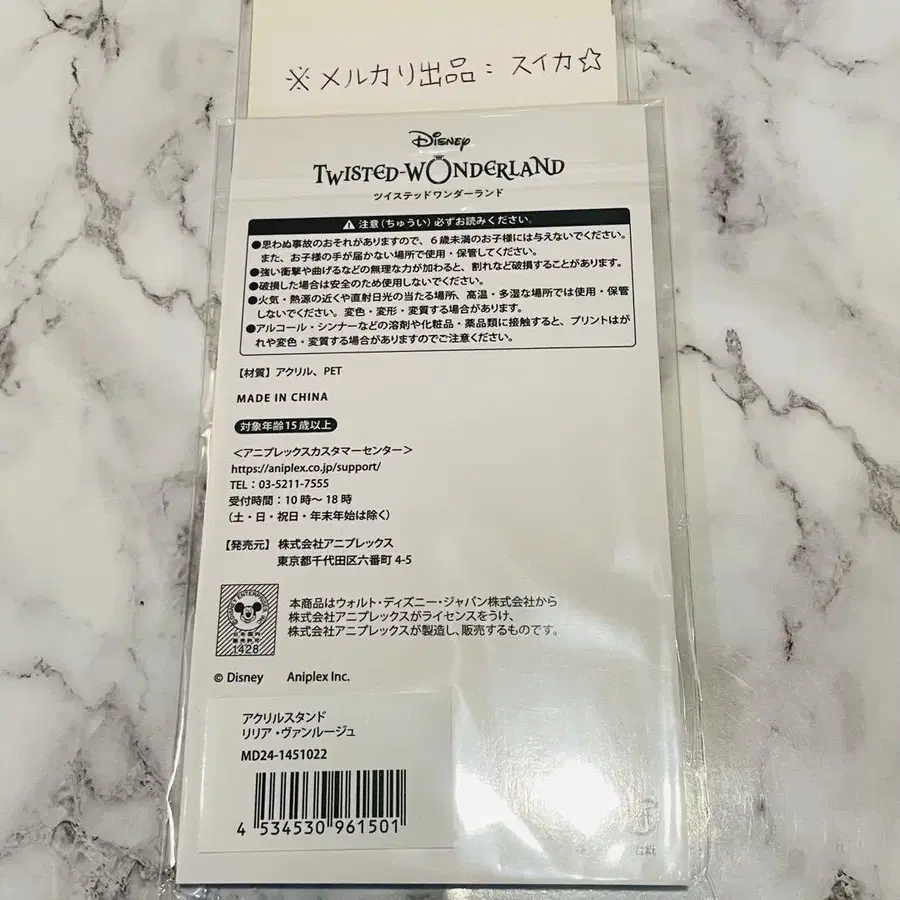 ※メルカリ出品：スイカ☆
Disney
TWISTED-WONDERLAND
ツイステッドワンダーランド
注意（ちゅうい）必ずお読みください。
●思わぬ事故のおそれがありますので、6歳未満のお子様には与えないでください。
また、お子様の手が届かない場所で使用・保管してください。
●強い衝撃や曲げるなどの無理な力が加わると、割れなど破損することがあります。
●破損した場合は安全のため使用しないでください。
●火気・熱源の近くや直射日光の当たる場所、高温・多湿な場所では使用・保管
しないでください。変色・変形・変質する場合があります。
●アルコール・シンナーなどの溶剤や化粧品・薬品類に接触すると、プリントはが
れや変色・変質する場合がありますのでご注意ください。
【材質】アクリル、PET
MADE IN CHINA
対象年齢15歳以上
＜アニプレックスカスタマーセンター＞
https://aniplex.co.jp/support/
TEL：03-5211-7555
受付時間：10時～18時
（土・日・祝日・年末年始は除く）
【発売元】株式会社アニプレックス
東京都千代田区六番町4-5
本商品はウォルト・ディズニー・ジャパン株式会社から
株式会社アニプレックスがライセンスをうけ、
株式会社アニプレックスが製造し、販売するものです。
1428
© Disney Aniplex Inc.
アクリルスタンド
リリア・ヴァンルージュ
MD24-1451022
4 534530 961501